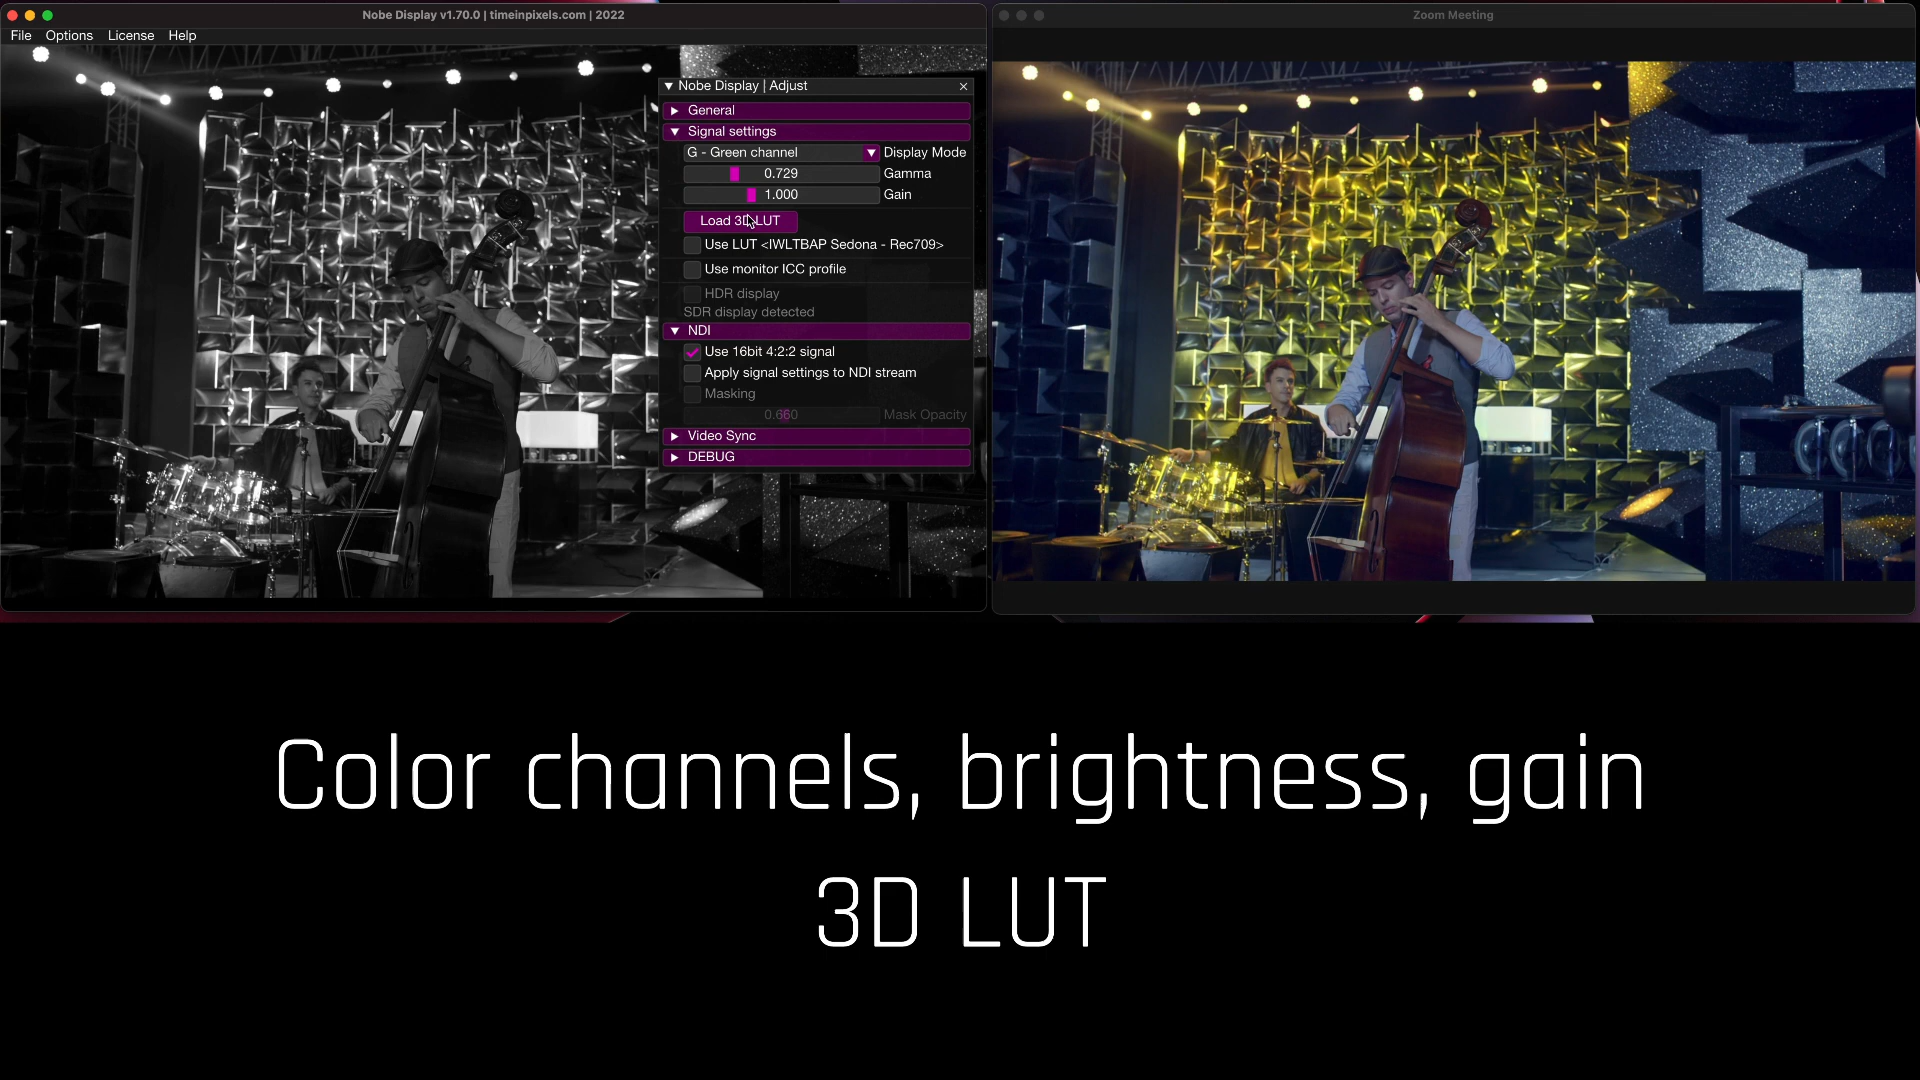 Nobe Display v1.70.0 | timeinpixels.com | 2022
File Options License Help
Nobe Display | Adjust
General
Signal settings
G - Green channel Display Mode
0.729 Gamma
1.000 Gain
Load 3D LUT
Use LUT <IWLTBAP Sedona - Rec709>
Use monitor ICC profile
HDR display
SDR display detected
NDI
Use 16bit 4:2:2 signal
Apply signal settings to NDI stream
Masking
0.660 Mask Opacity
Video Sync
DEBUG
Zoom Meeting
Color channels, brightness, gain
3D LUT